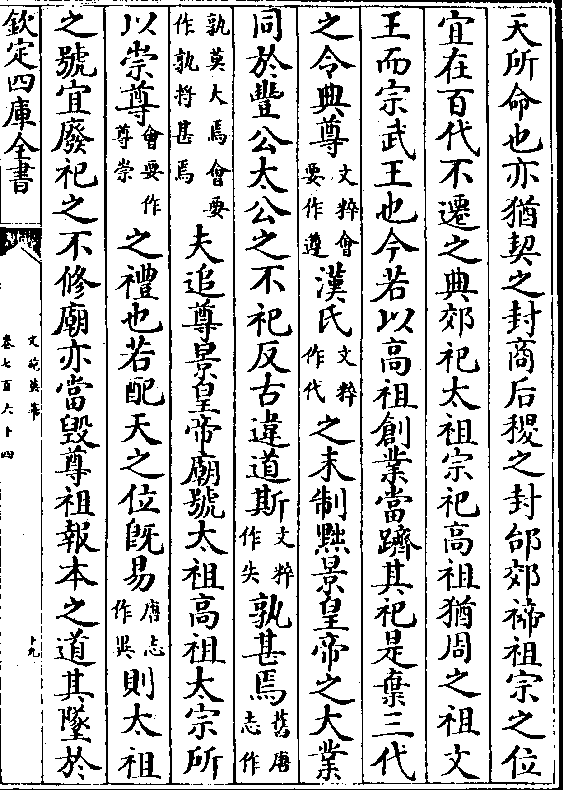 天所命也亦猶契之封商后稷之封邰郊禘祖宗之位
宜在百代不遷之典郊祀太祖宗祀高祖猶周之祖文
王而宗武王也今若以高祖創業當躋其祀是棄三代
之令典尊文粹會要作遵漢氏文粹作代之末制黜景皇帝之大業
同於豐公太公之不祀反古違道斯文粹作失孰甚焉舊唐志作
孰莫大焉會要作孰將甚焉夫追尊景皇帝廟號太祖高祖太宗所
以崇尊會要作尊崇之禮也若配天之位旣易唐志作異則太祖
之號宜廢祀之不修廟亦當毀尊祖報本之道其墜於
欽定四庫全書
文苑英華
卷七百六十四
十九